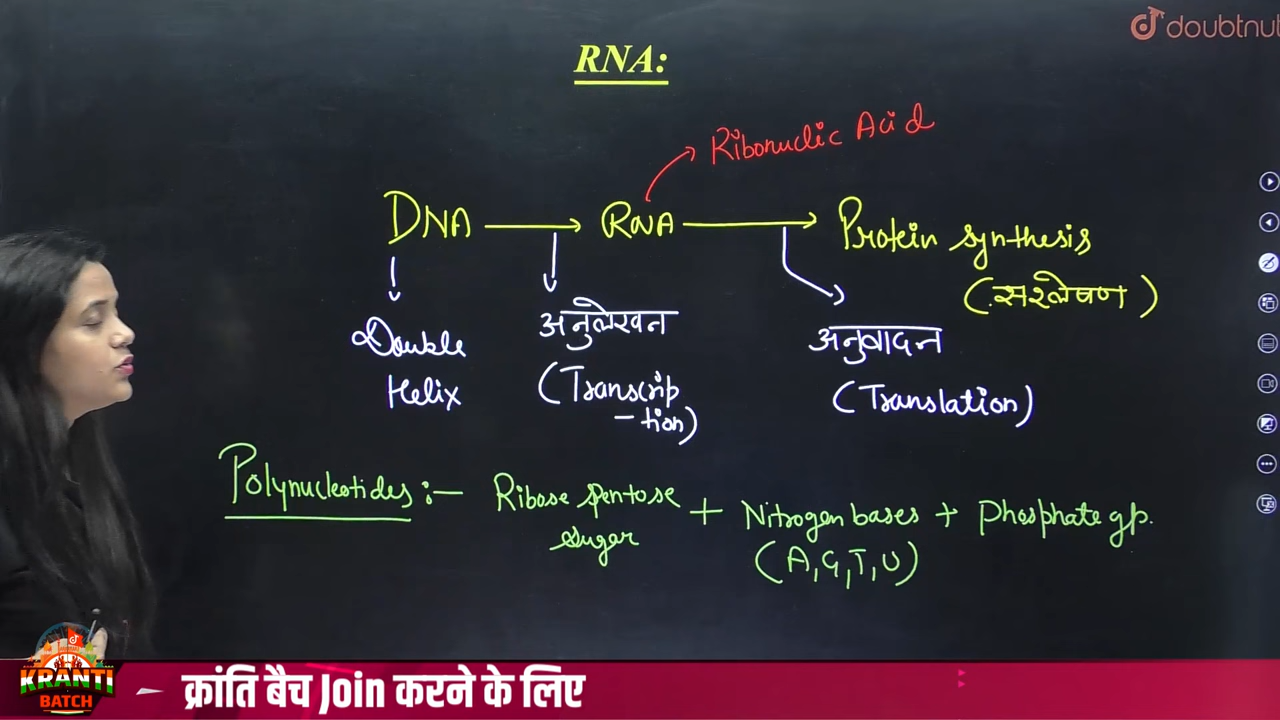 doubtnut
RNA:
Ribonuclic Acid
DNA → RNA → Protein synthesis
(संश्लेषण)
Double
Helix
अनुलेखन
(Transcrip
-tion)
अनुवादन
(Translation)
Polynucleotides :- Ribose pentose
sugar
+ Nitrogen bases + Phosphate gp.
(A, G, T, U)
KRANTI
BATCH
– क्रांति बैच Join करने के लिए